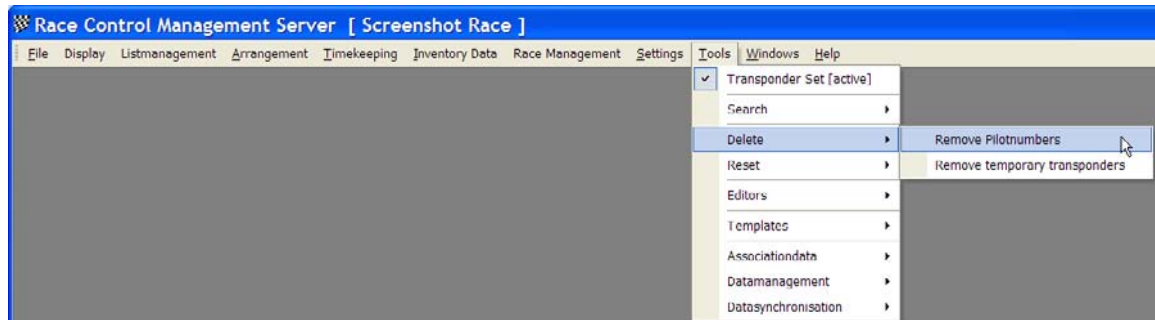 Race Control Management Server [ Screenshot Race ]
File Display Listmanagement Arrangement Timekeeping Inventory Data Race Management Settings Tools Windows Help
Transponder Set [active]
Search
Delete
Remove Pilotnumbers
Reset
Remove temporary transponders
Editors
Templates
Associationdata
Datamanagement
Datasynchronisation